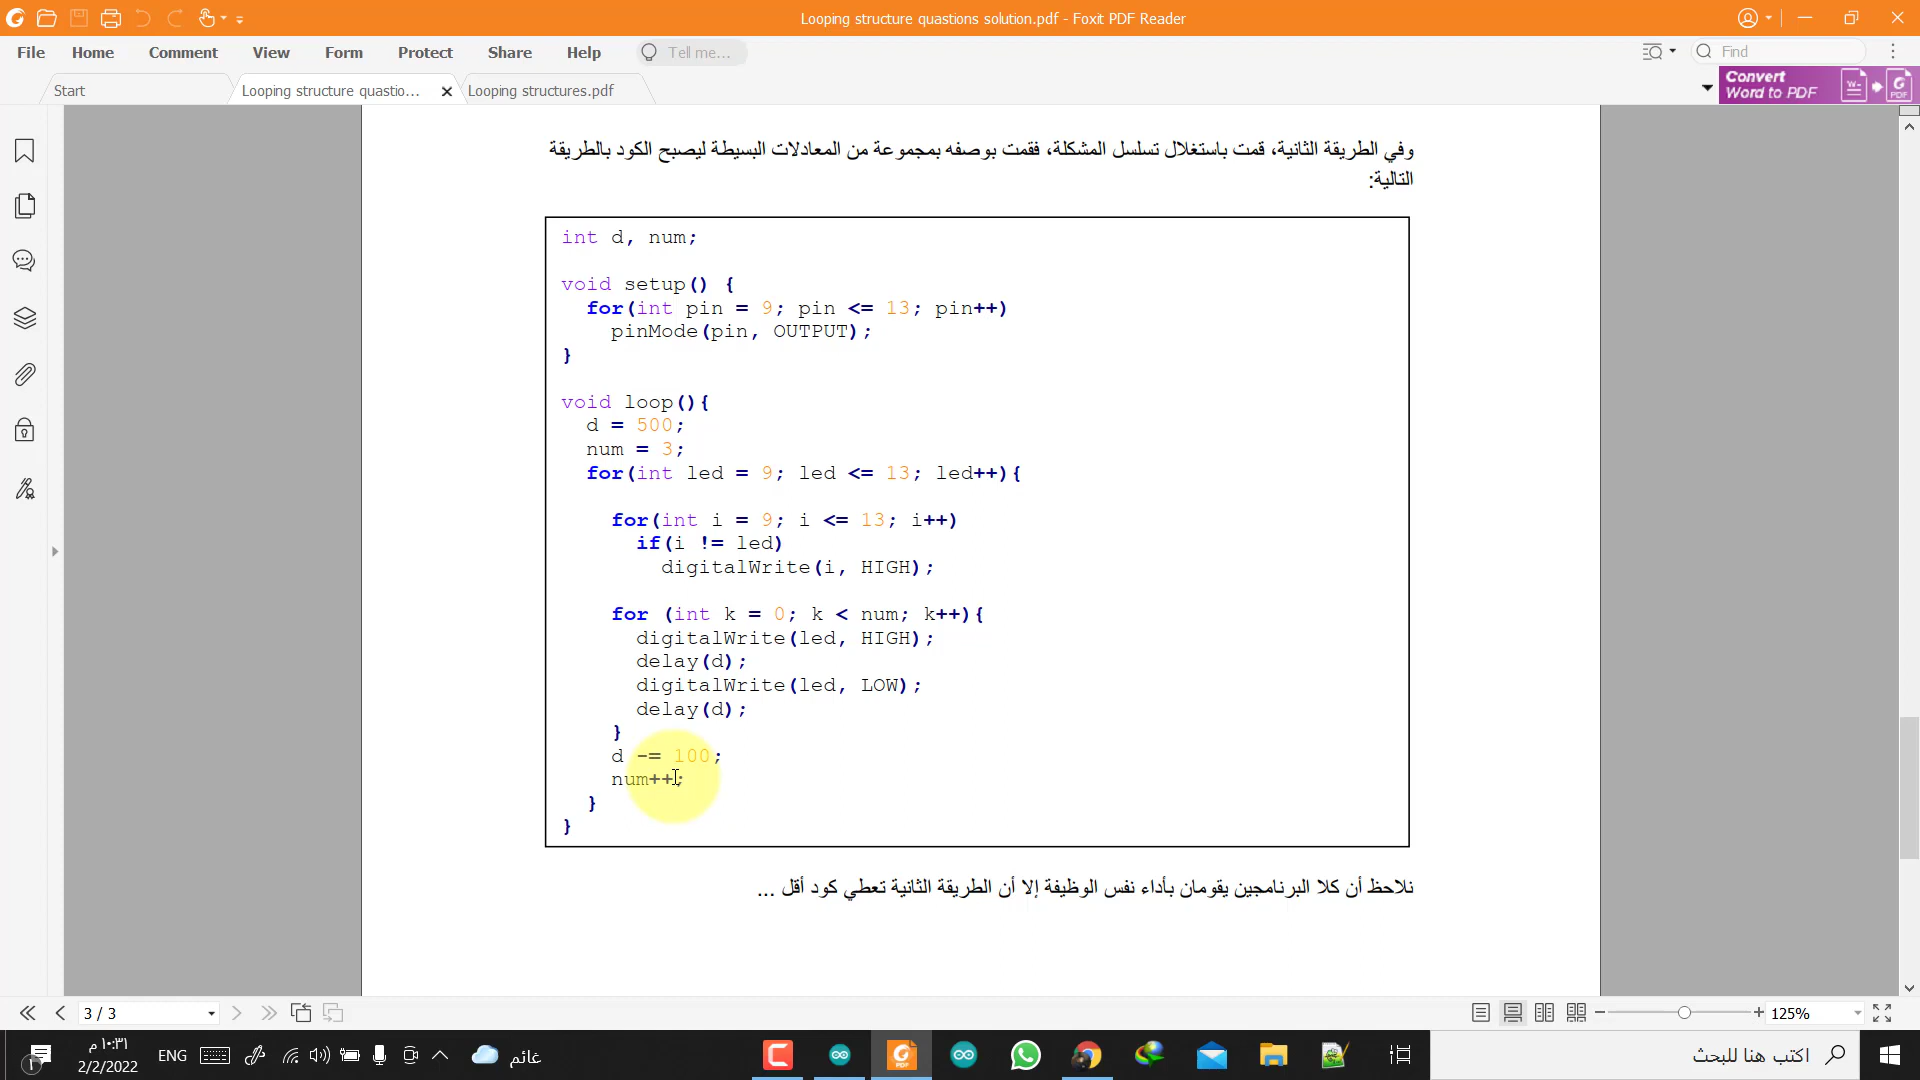 Looping structure quastions solution.pdf - Foxit PDF Reader
File Home Comment View Form Protect Share Help Tell me... Find
Start Looping structure quastio... Looping structures.pdf
Convert
Word to PDF
وفي الطريقة الثانية، قمت باستغلال تسلسل المشكلة، فقمت بوصفه بمجموعة من المعادلات البسيطة ليصبح الكود بالطريقة
التالية:
int d, num;
void setup() {
for(int pin = 9; pin <= 13; pin++)
pinMode(pin, OUTPUT);
}
void loop(){
d = 500;
num = 3;
for(int led = 9; led <= 13; led++){
for(int i = 9; i <= 13; i++)
if(i != led)
digitalWrite(i, HIGH);
for (int k = 0; k < num; k++){
digitalWrite(led, HIGH);
delay(d);
digitalWrite(led, LOW);
delay(d);
}
d -= 100;
num++;
}
}
نلاحظ أن كلا البرنامجين يقومان بأداء نفس الوظيفة إلا أن الطريقة الثانية تعطي كود أقل ...
3 / 3
125%
١٠:٣١ م
2/2/2022
ENG
غائم
اكتب هنا للبحث